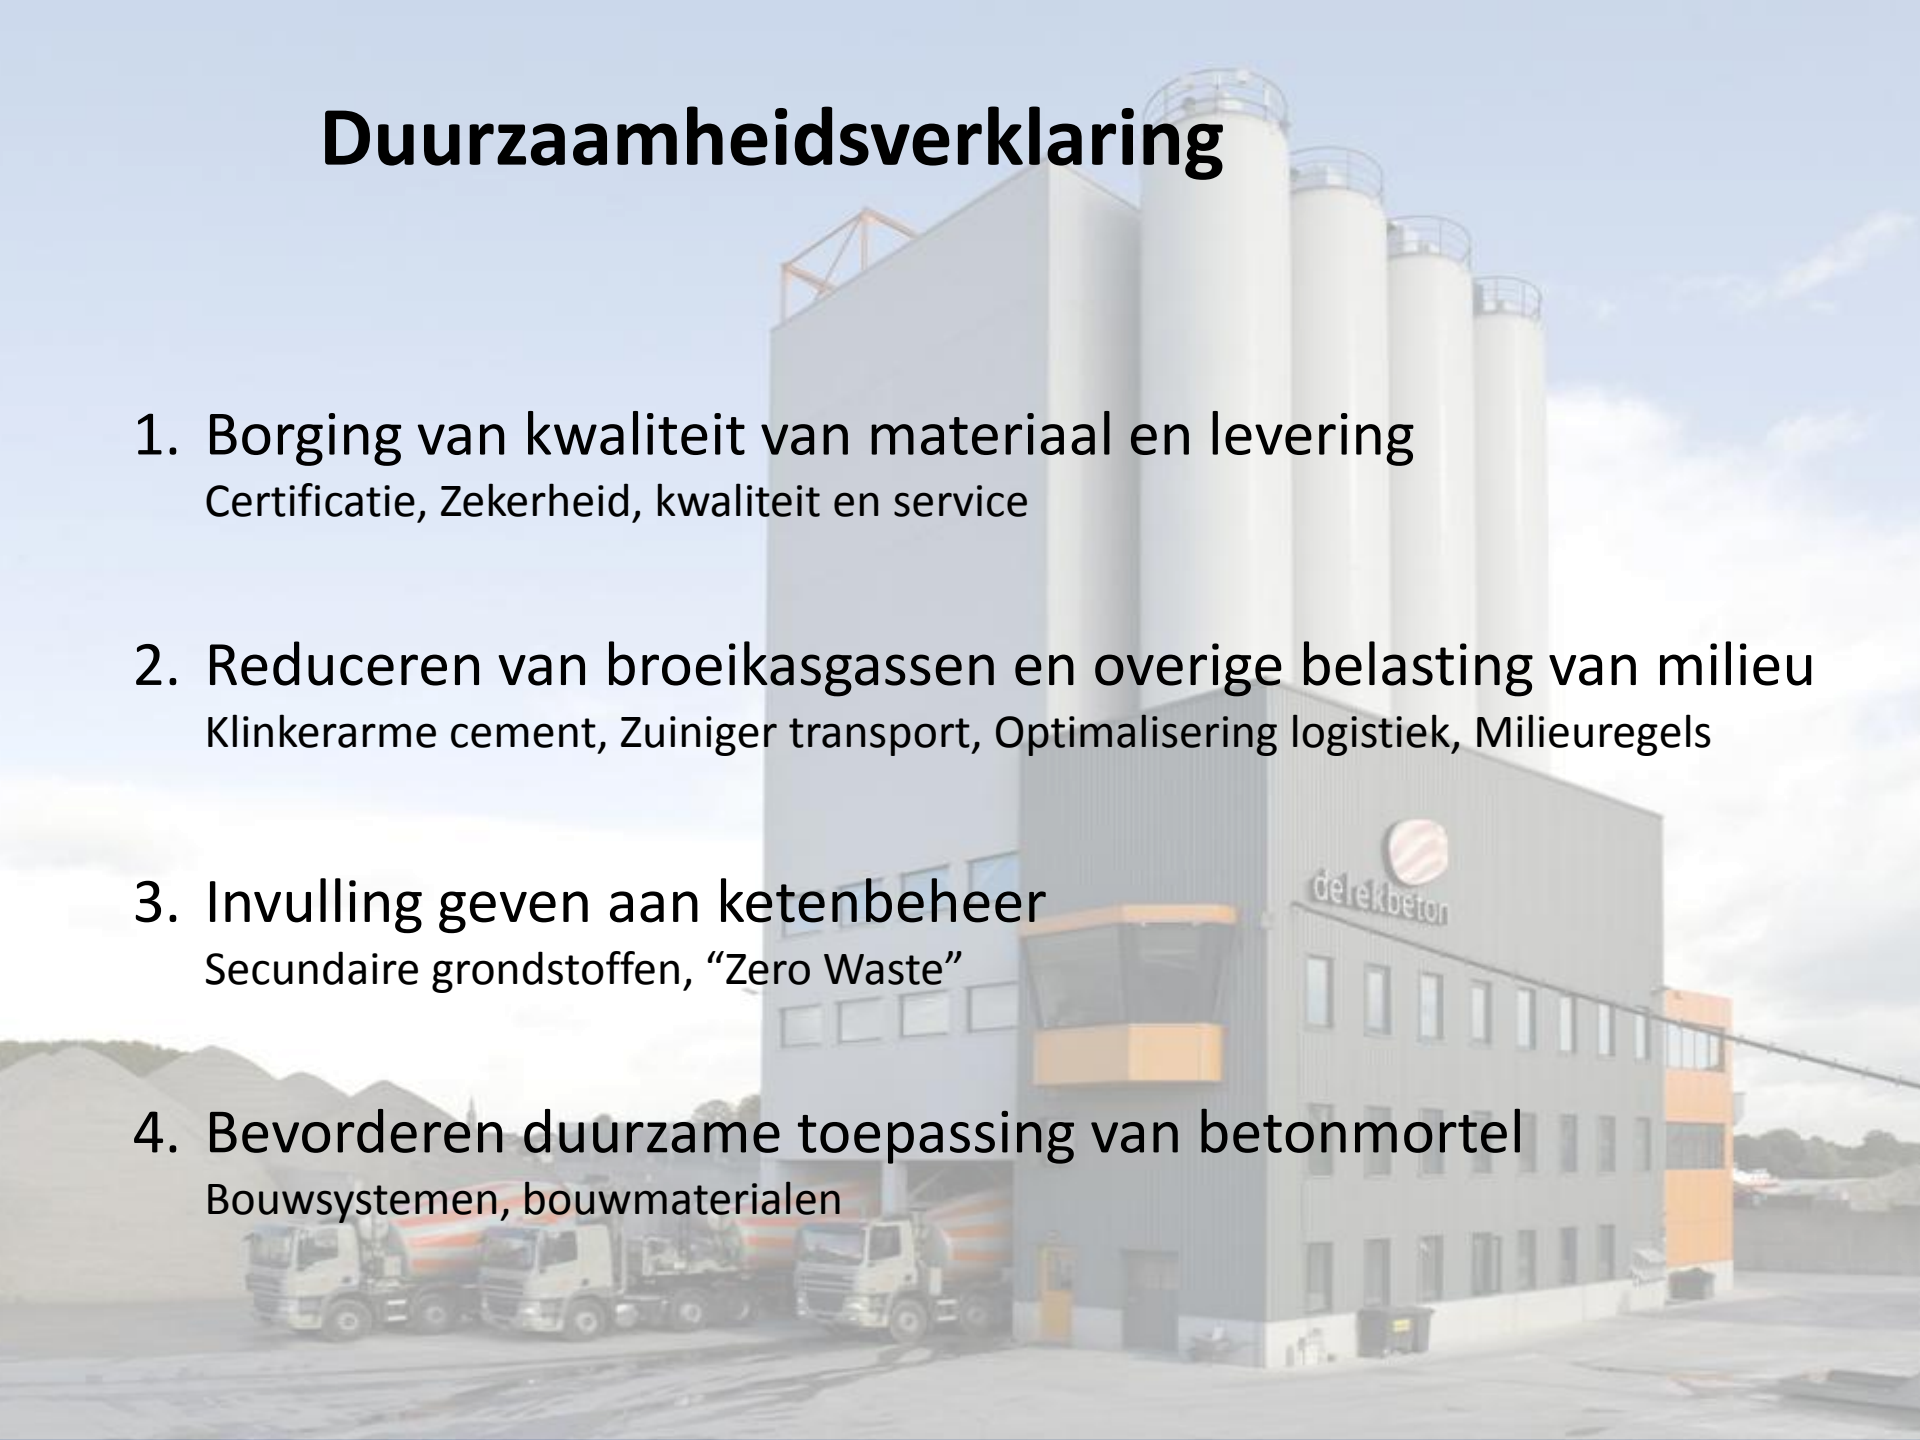 Duurzaamheidsverklaring
1. Borging van kwaliteit van materiaal en levering
Certificatie, Zekerheid, kwaliteit en service
2. Reduceren van broeikasgassen en overige belasting van milieu
Klinkerarme cement, Zuiniger transport, Optimalisering logistiek, Milieuregels
3. Invulling geven aan ketenbeheer
Secundaire grondstoffen, “Zero Waste”
4. Bevorderen duurzame toepassing van betonmortel
Bouwsystemen, bouwmaterialen